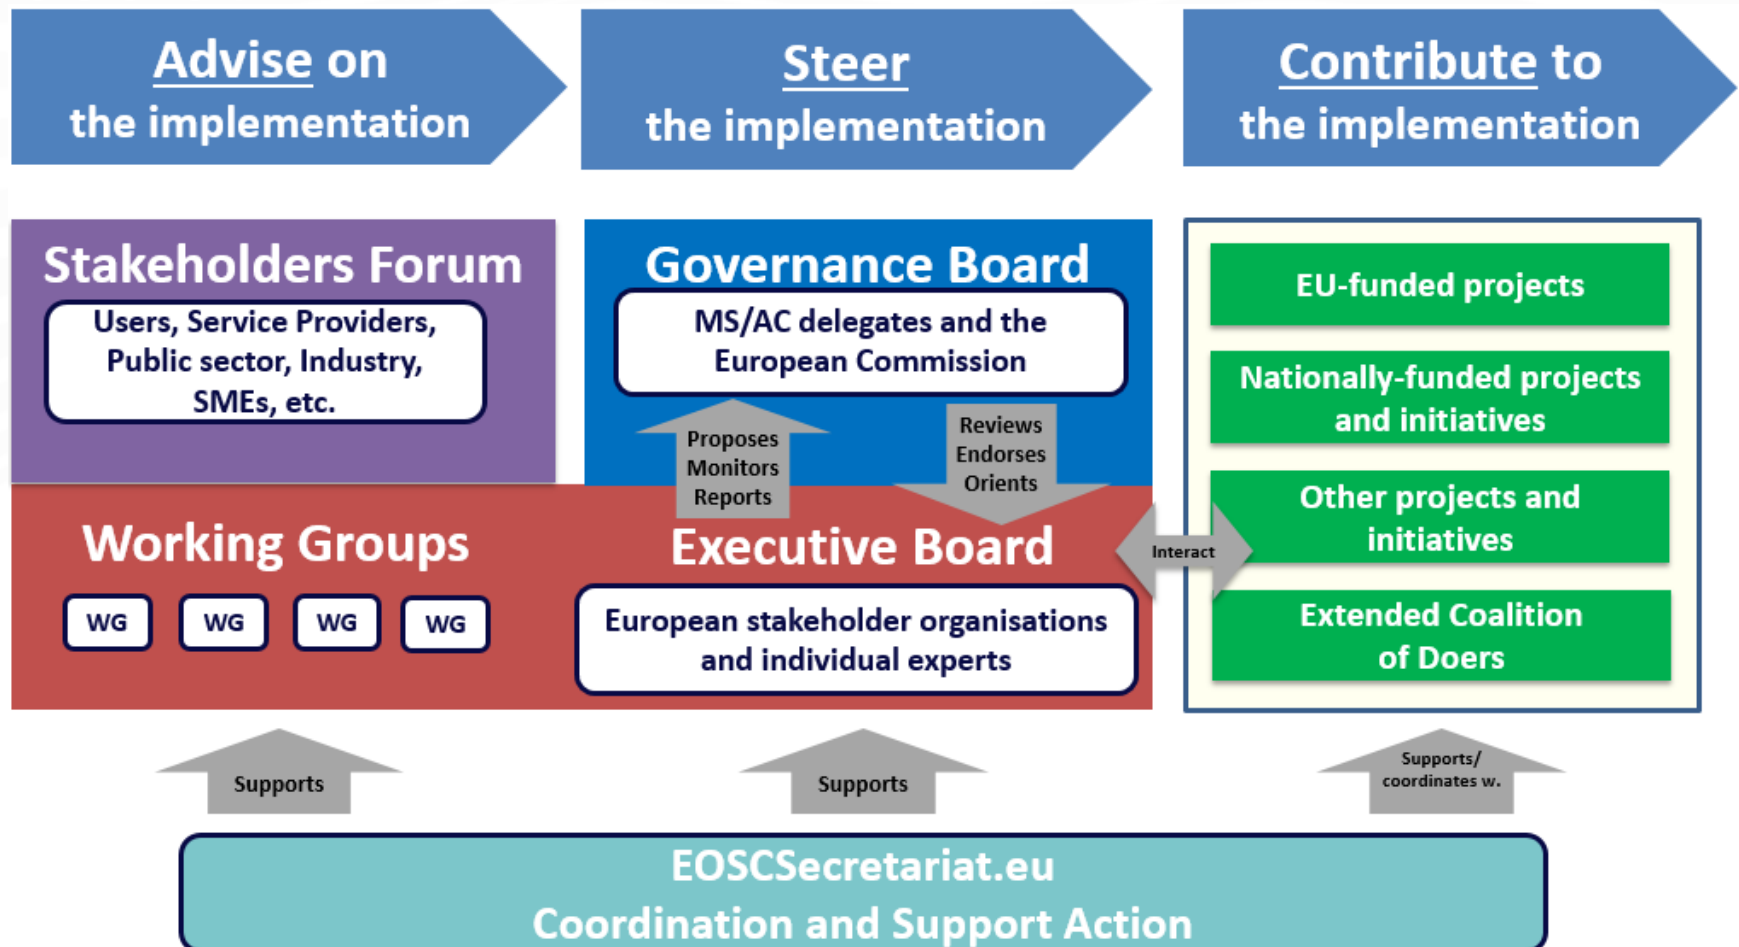 Advise on
the implementation
Steer
the implementation
Contribute to
the implementation
Stakeholders Forum
Users, Service Providers,
Public sector, Industry,
SMEs, etc.
Governance Board
MS/AC delegates and the
European Commission
Proposes
Monitors
Reports
Reviews
Endorses
Orients
Working Groups
WG
WG
WG
WG
Executive Board
European stakeholder organisations
and individual experts
Interact
EU-funded projects
Nationally-funded projects
and initiatives
Other projects and
initiatives
Extended Coalition
of Doers
Supports
Supports
Supports/
coordinates w.
EOSCSecretariat.eu
Coordination and Support Action